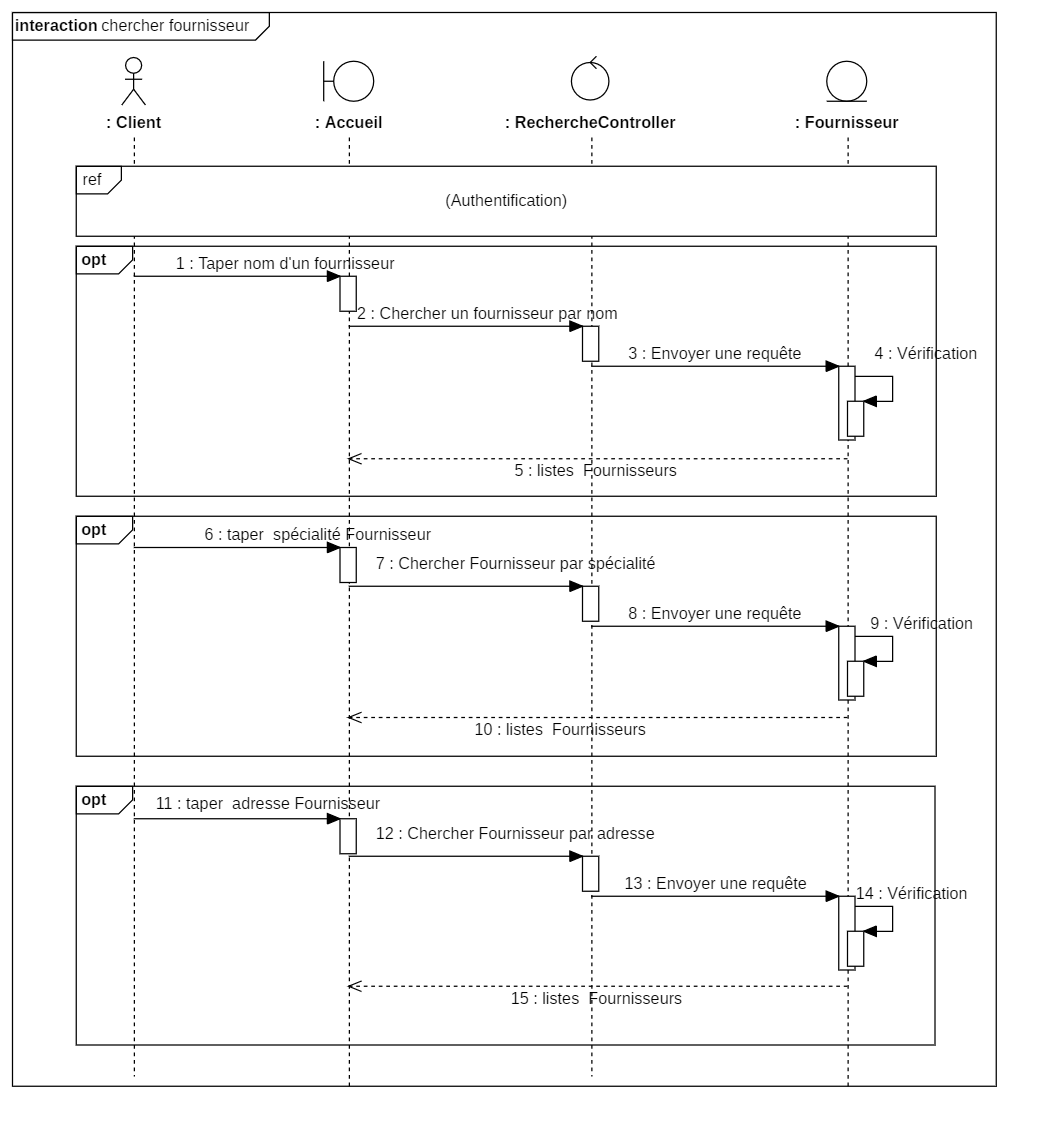 interaction chercher fournisseur
: Client
: Accueil
: RechercheController
: Fournisseur
ref
(Authentification)
opt
1 : Taper nom d'un fournisseur
2 : Chercher un fournisseur par nom
3 : Envoyer une requête
4 : Vérification
5 : listes  Fournisseurs
opt
6 : taper  spécialité Fournisseur
7 : Chercher Fournisseur par spécialité
8 : Envoyer une requête
9 : Vérification
10 : listes  Fournisseurs
opt
11 : taper  adresse Fournisseur
12 : Chercher Fournisseur par adresse
13 : Envoyer une requête
14 : Vérification
15 : listes  Fournisseurs